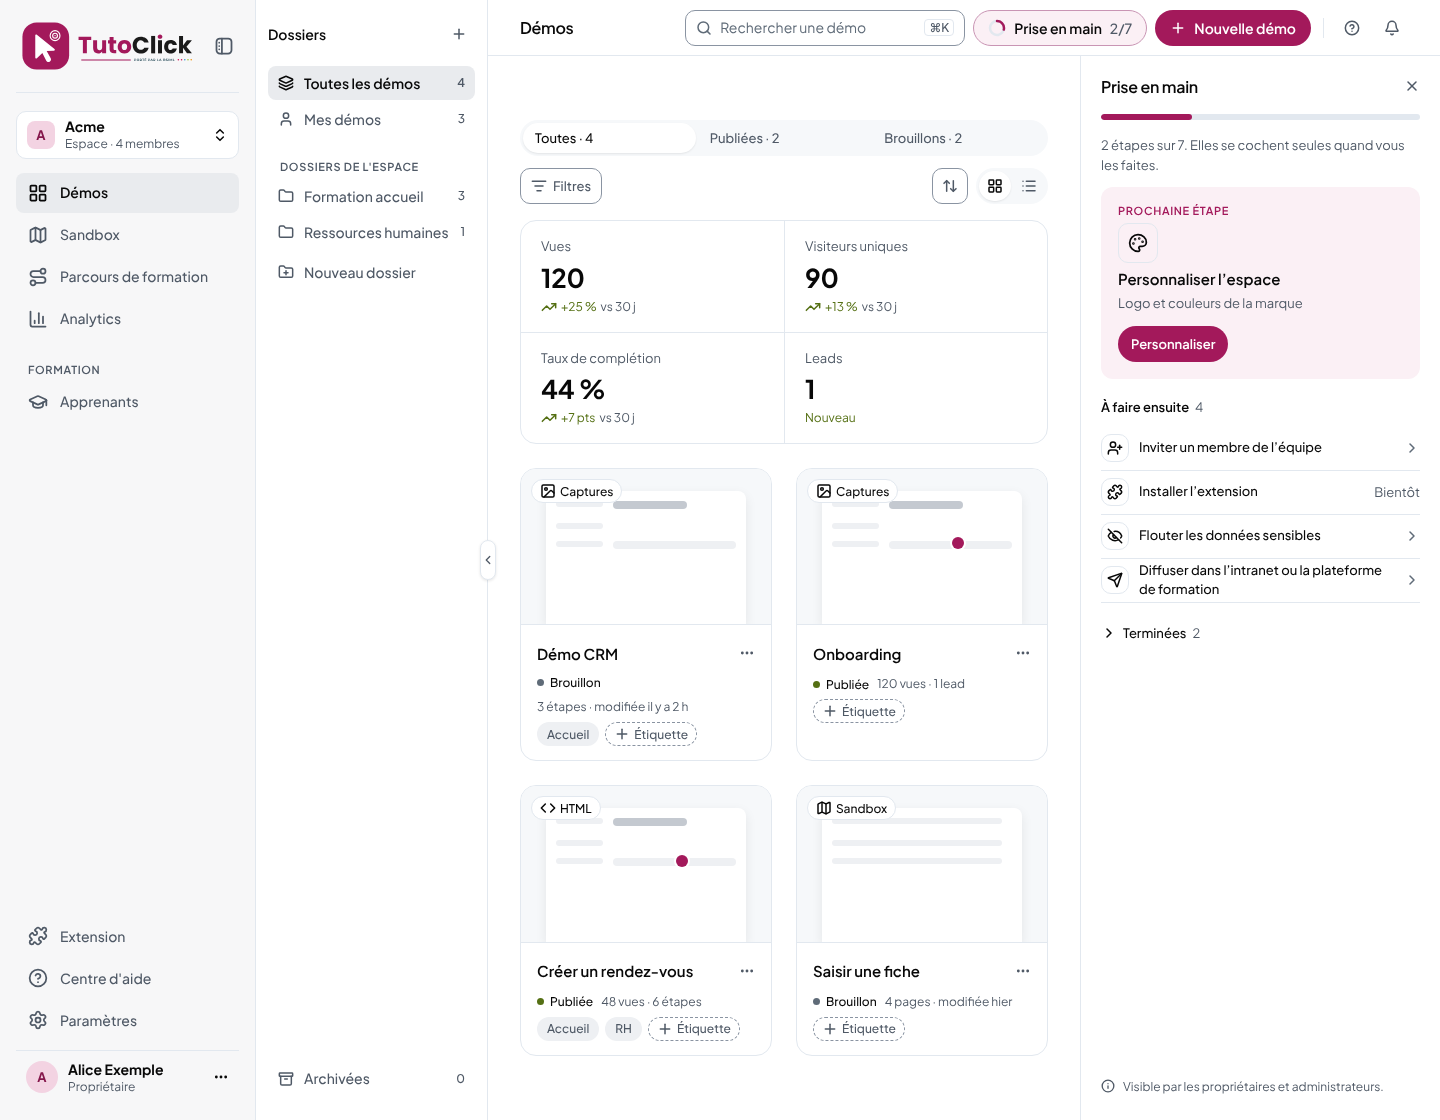 TutoClick
Acme
A
Espace · 4 membres
Démos
Sandbox
Parcours de formation
Analytics
FORMATION
Apprenants
Extension
Centre d'aide
Paramètres
A
Alice Exemple
Propriétaire
Dossiers
Toutes les démos 4
Mes démos 3
DOSSIERS DE L'ESPACE
Formation accueil 3
Ressources humaines 1
Nouveau dossier
Archivées 0
Démos
Rechercher une démo ⌘K
Prise en main 2/7
Nouvelle démo
Toutes · 4
Publiées · 2
Brouillons · 2
Filtres
Vues
120
+25 % vs 30 j
Visiteurs uniques
90
+13 % vs 30 j
Taux de complétion
44 %
+7 pts vs 30 j
Leads
1
Nouveau
Captures
Démo CRM
Brouillon
3 étapes · modifiée il y a 2 h
Accueil
Étiquette
Captures
Onboarding
Publiée 120 vues · 1 lead
Étiquette
HTML
Créer un rendez-vous
Publiée 48 vues · 6 étapes
Accueil
RH
Étiquette
Sandbox
Saisir une fiche
Brouillon 4 pages · modifiée hier
Étiquette
Prise en main
2 étapes sur 7. Elles se cochent seules quand vous
les faites.
PROCHAINE ÉTAPE
Personnaliser l’espace
Logo et couleurs de la marque
Personnaliser
À faire ensuite 4
Inviter un membre de l’équipe
Installer l’extension Bientôt
Flouter les données sensibles
Diffuser dans l’intranet ou la plateforme
de formation
Terminées 2
Visible par les propriétaires et administrateurs.